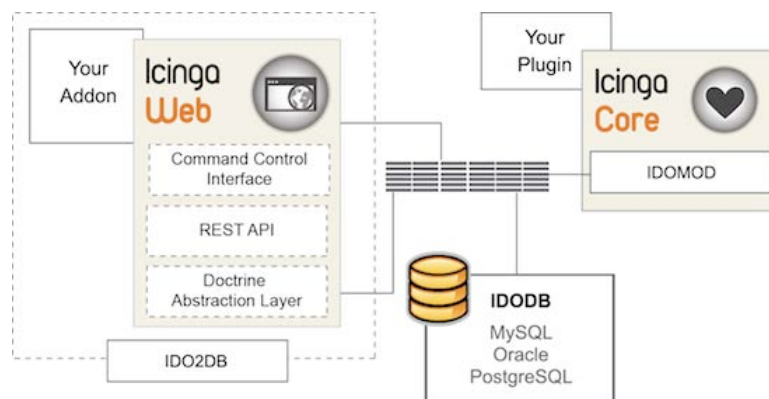 Your
Addon
Icinga
Web
Command Control
Interface
REST API
Doctrine
Abstraction Layer
IDO2DB
Your
Plugin
Icinga
Core
IDOMOD
IDODB
MySQL
Oracle
PostgreSQL